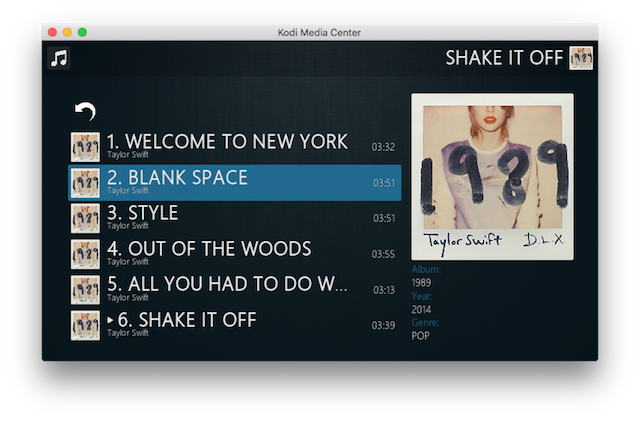 Kodi Media Center
SHAKE IT OFF
1. WELCOME TO NEW YORK 03:32
Taylor Swift
2. BLANK SPACE 03:51
Taylor Swift
3. STYLE 03:51
Taylor Swift
4. OUT OF THE WOODS 03:55
Taylor Swift
5. ALL YOU HAD TO DO W... 03:13
Taylor Swift
6. SHAKE IT OFF 03:39
Taylor Swift
1989
Taylor Swift D.L.X.
Album:
1989
Year:
2014
Genre:
POP